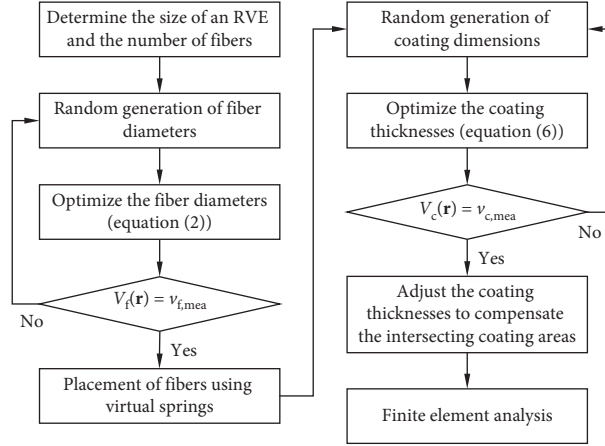 Determine the size of an RVE
and the number of fibers
Random generation of fiber
diameters
Optimize the fiber diameters
(equation (2))
V_f(r) = v_f,mea
No
Yes
Placement of fibers using
virtual springs
Random generation of
coating dimensions
Optimize the coating
thicknesses (equation (6))
V_c(r) = v_c,mea
No
Yes
Adjust the coating
thicknesses to compensate
the intersecting coating areas
Finite element analysis